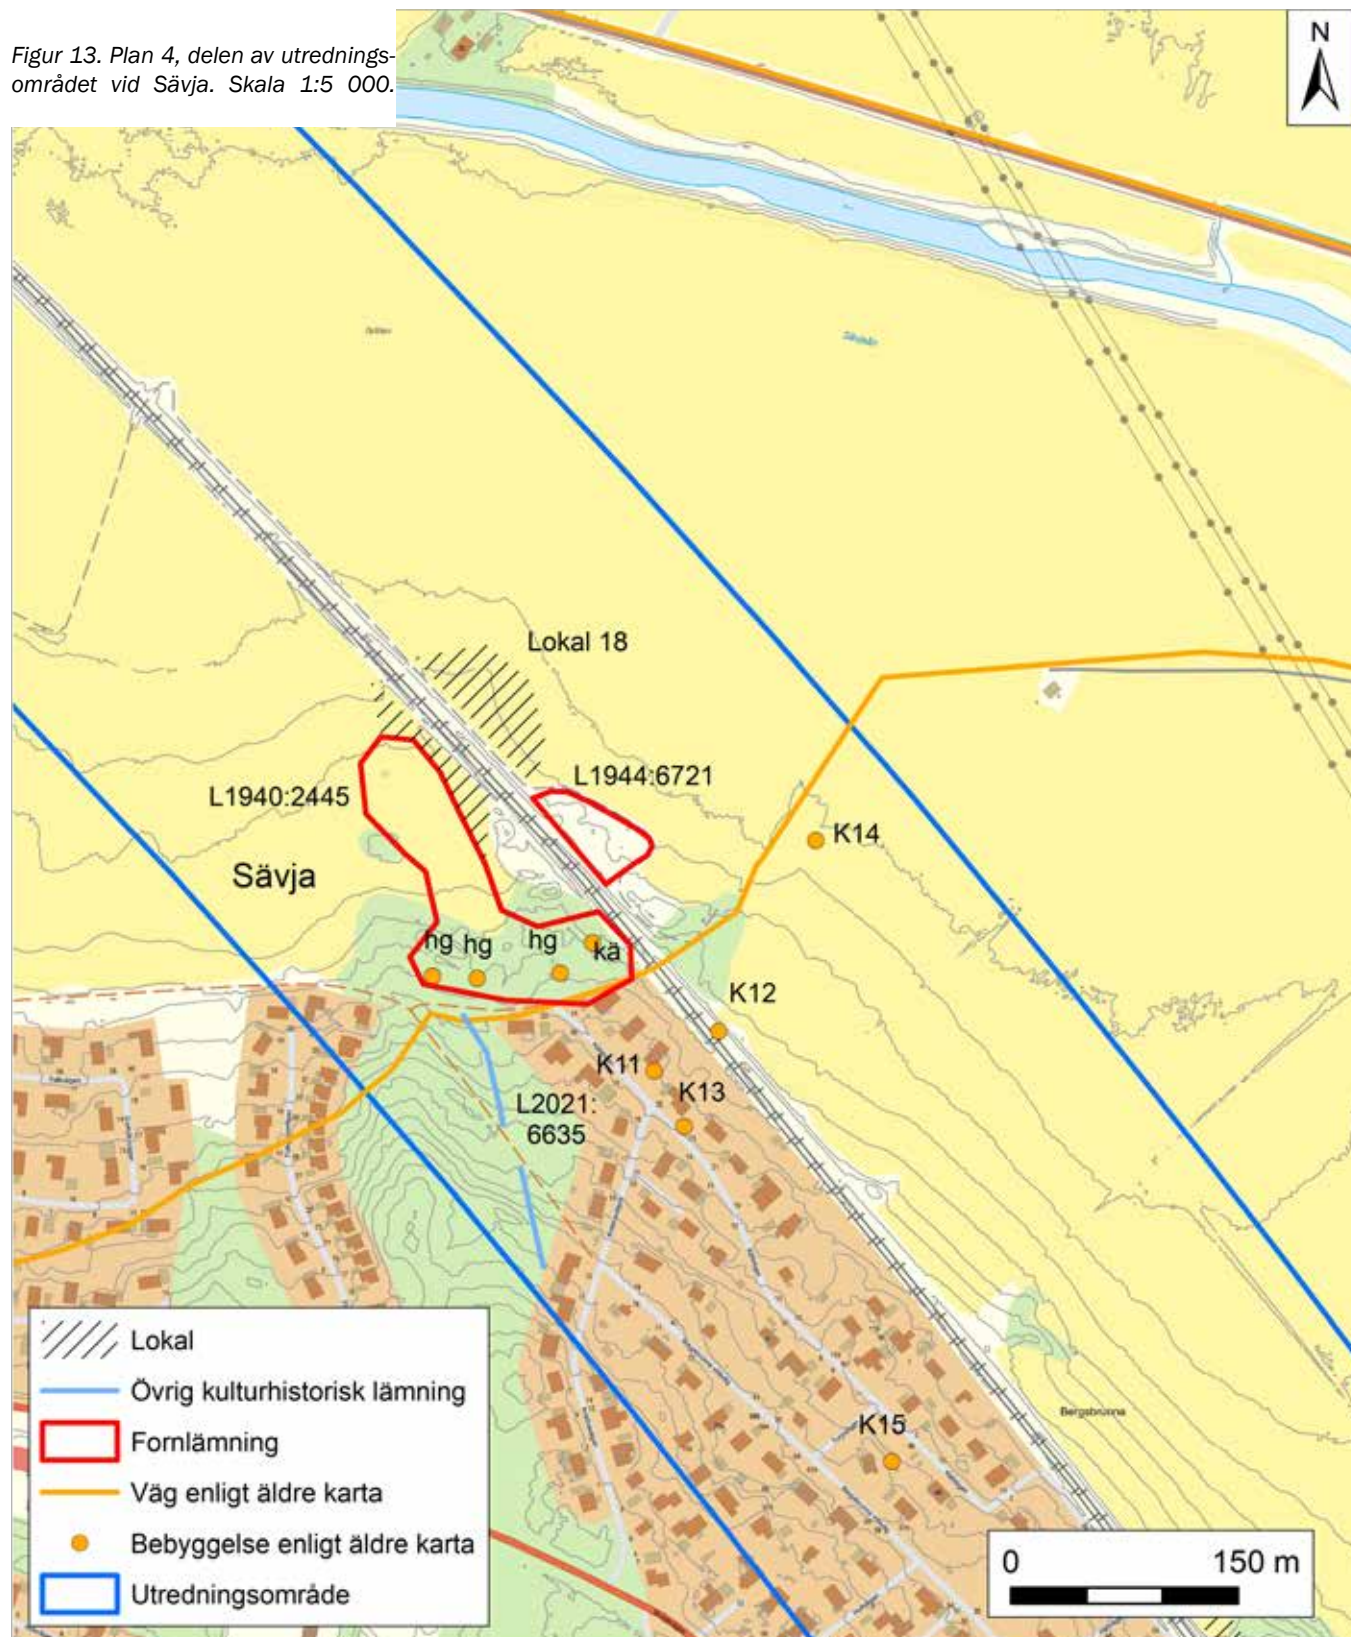 Figur 13. Plan 4, delen av utrednings-
området vid Sävja. Skala 1:5 000.
N
Lokal 18
L1944:6721
L1940:2445
K14
Sävja
hg hg hg kä
K12
K11
K13
L2021:
6635
K15
Bergsbrunna
Lokal
Övrig kulturhistorisk lämning
Fornlämning
Väg enligt äldre karta
Bebyggelse enligt äldre karta
Utredningsområde
0 150 m